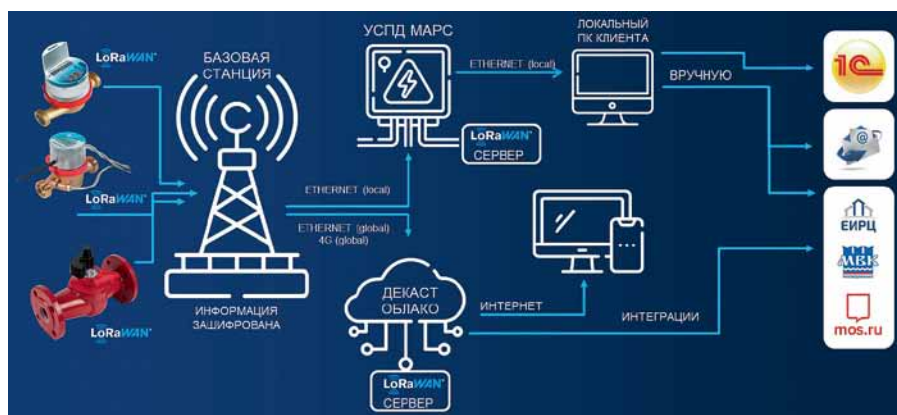 LoRaWAN
LoRaWAN
LoRaWAN
БАЗОВАЯ
СТАНЦИЯ
ИНФОРМАЦИЯ
ЗАШИФРОВАНА
ETHERNET (local)
ETHERNET (global)
4G (global)
УСПД МАРС
LoRaWAN
СЕРВЕР
ETHERNET (local)
ЛОКАЛЬНЫЙ
ПК КЛИЕНТА
ВРУЧНУЮ
ДЕКАСТ
ОБЛАКО
LoRaWAN
СЕРВЕР
ИНТЕРНЕТ
ИНТЕГРАЦИИ
1С
@
ЕИРЦ
МВК
mos.ru